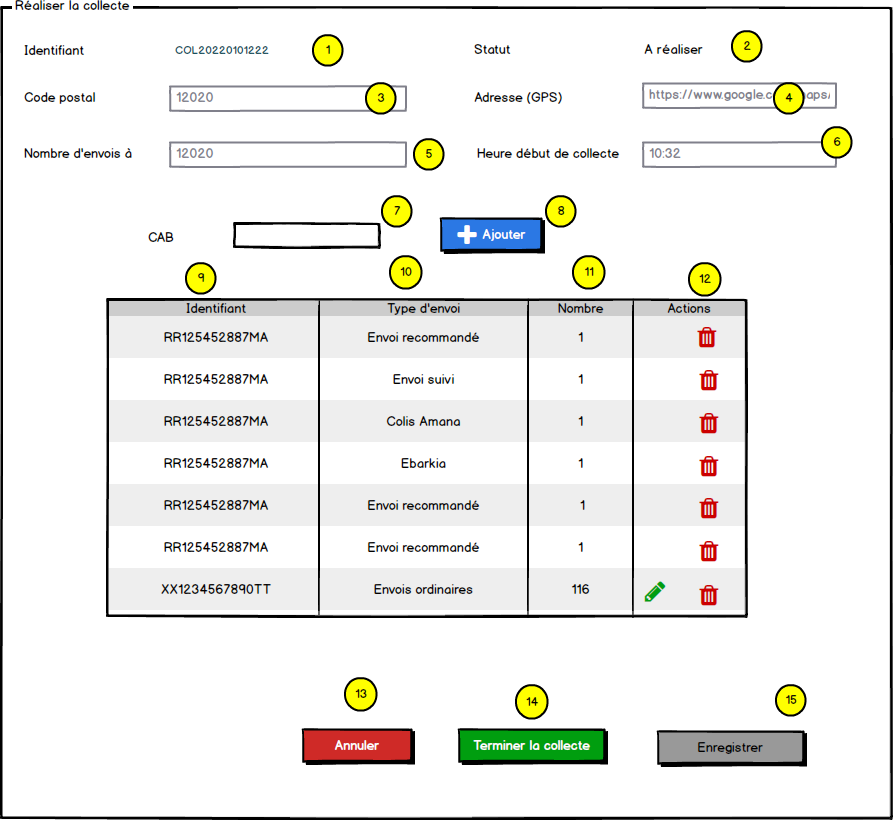 Réaliser la collecte
Identifiant COL20220101222 1 Statut A réaliser 2
Code postal 12020 3 Adresse (GPS) https://www.google.c 4 aps/
Nombre d'envois à 12020 5 Heure début de collecte 10:32 6
CAB 7 Ajouter 8
9 10 11 12
Identifiant Type d'envoi Nombre Actions
RR125452887MA Envoi recommandé 1
RR125452887MA Envoi suivi 1
RR125452887MA Colis Amana 1
RR125452887MA Ebarkia 1
RR125452887MA Envoi recommandé 1
RR125452887MA Envoi recommandé 1
XX1234567890TT Envois ordinaires 116
13 14 15
Annuler Terminer la collecte Enregistrer